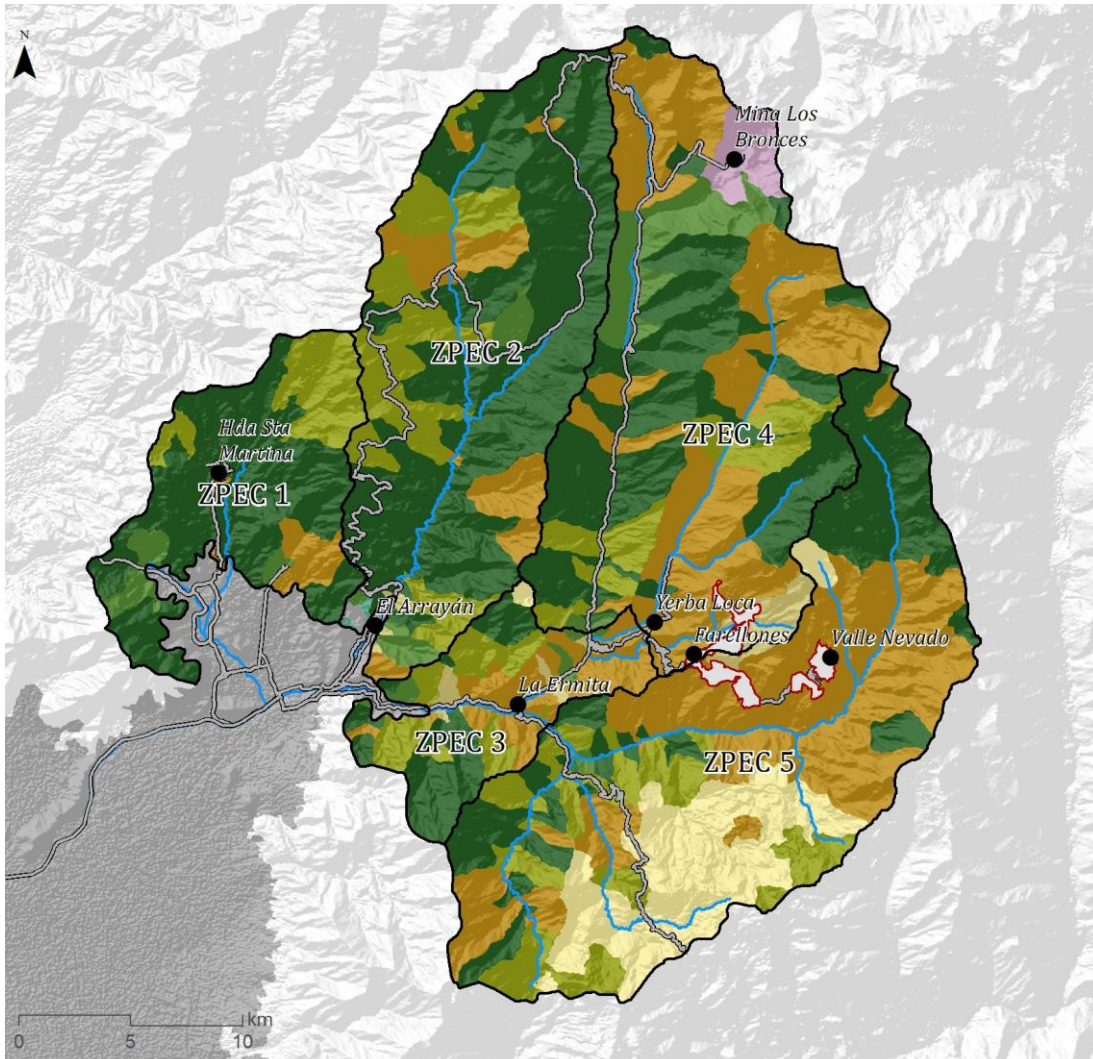 N
Mina Los
Bronces
ZPEC 2
Hda Sta
Martina
ZPEC 1
ZPEC 4
El Arrayán
Yerba Loca
Farellones
Valle Nevado
La Ermita
ZPEC 3
ZPEC 5
km
0 5 10